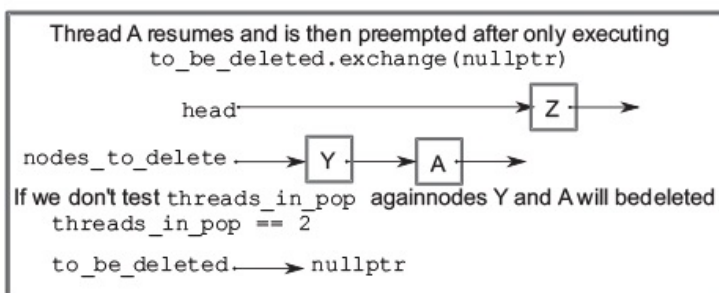 Thread A resumes and is then preempted after only executing
to_be_deleted.exchange(nullptr)
head
Z
nodes_to_delete
Y
A
If we don't test threads_in_pop againnodes Y and A will bedeleted
threads_in_pop == 2
to_be_deleted
nullptr